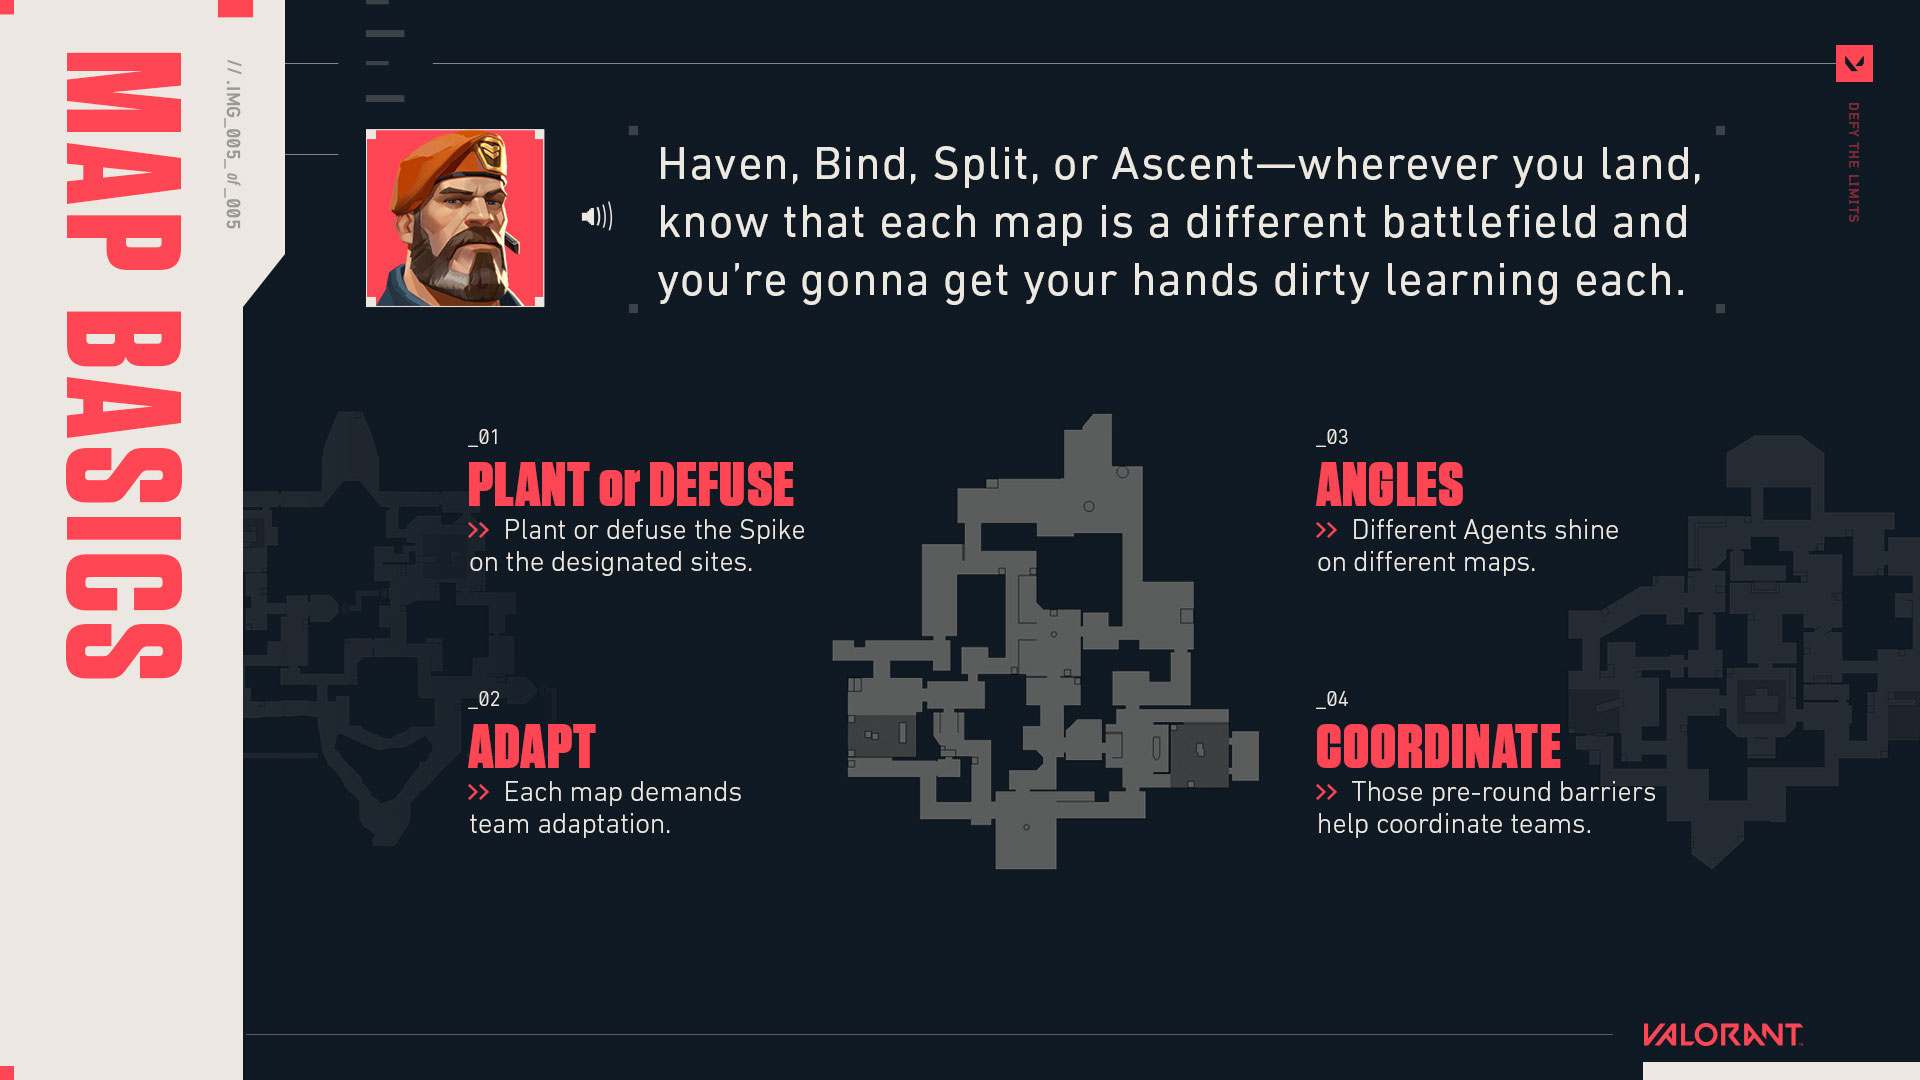 MAP BASICS
// .IMG_005_of_005
DEFY THE LIMITS
Haven, Bind, Split, or Ascent—wherever you land,
know that each map is a different battlefield and
you’re gonna get your hands dirty learning each.
_01
PLANT or DEFUSE
>> Plant or defuse the Spike
on the designated sites.
_02
ADAPT
>> Each map demands
team adaptation.
_03
ANGLES
>> Different Agents shine
on different maps.
_04
COORDINATE
>> Those pre-round barriers
help coordinate teams.
VALORANT